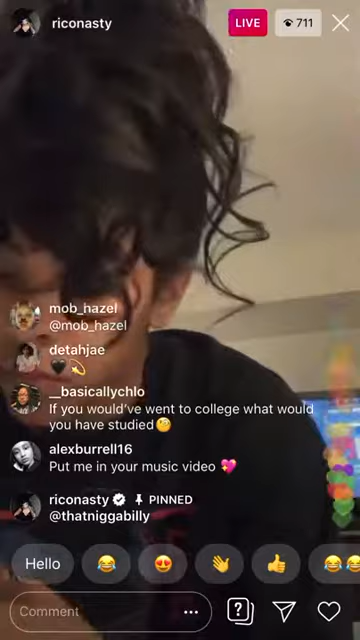 riconasty
LIVE
711
mob_hazel
@mob_hazel
detahjae
🖤💫
__basicallychlo
If you would've went to college what would
you have studied🧐
alexburrell16
Put me in your music video 💖
riconasty PINNED
@thatniggabilly
Hello 😂 😍 👋 👍 😂😂
Comment